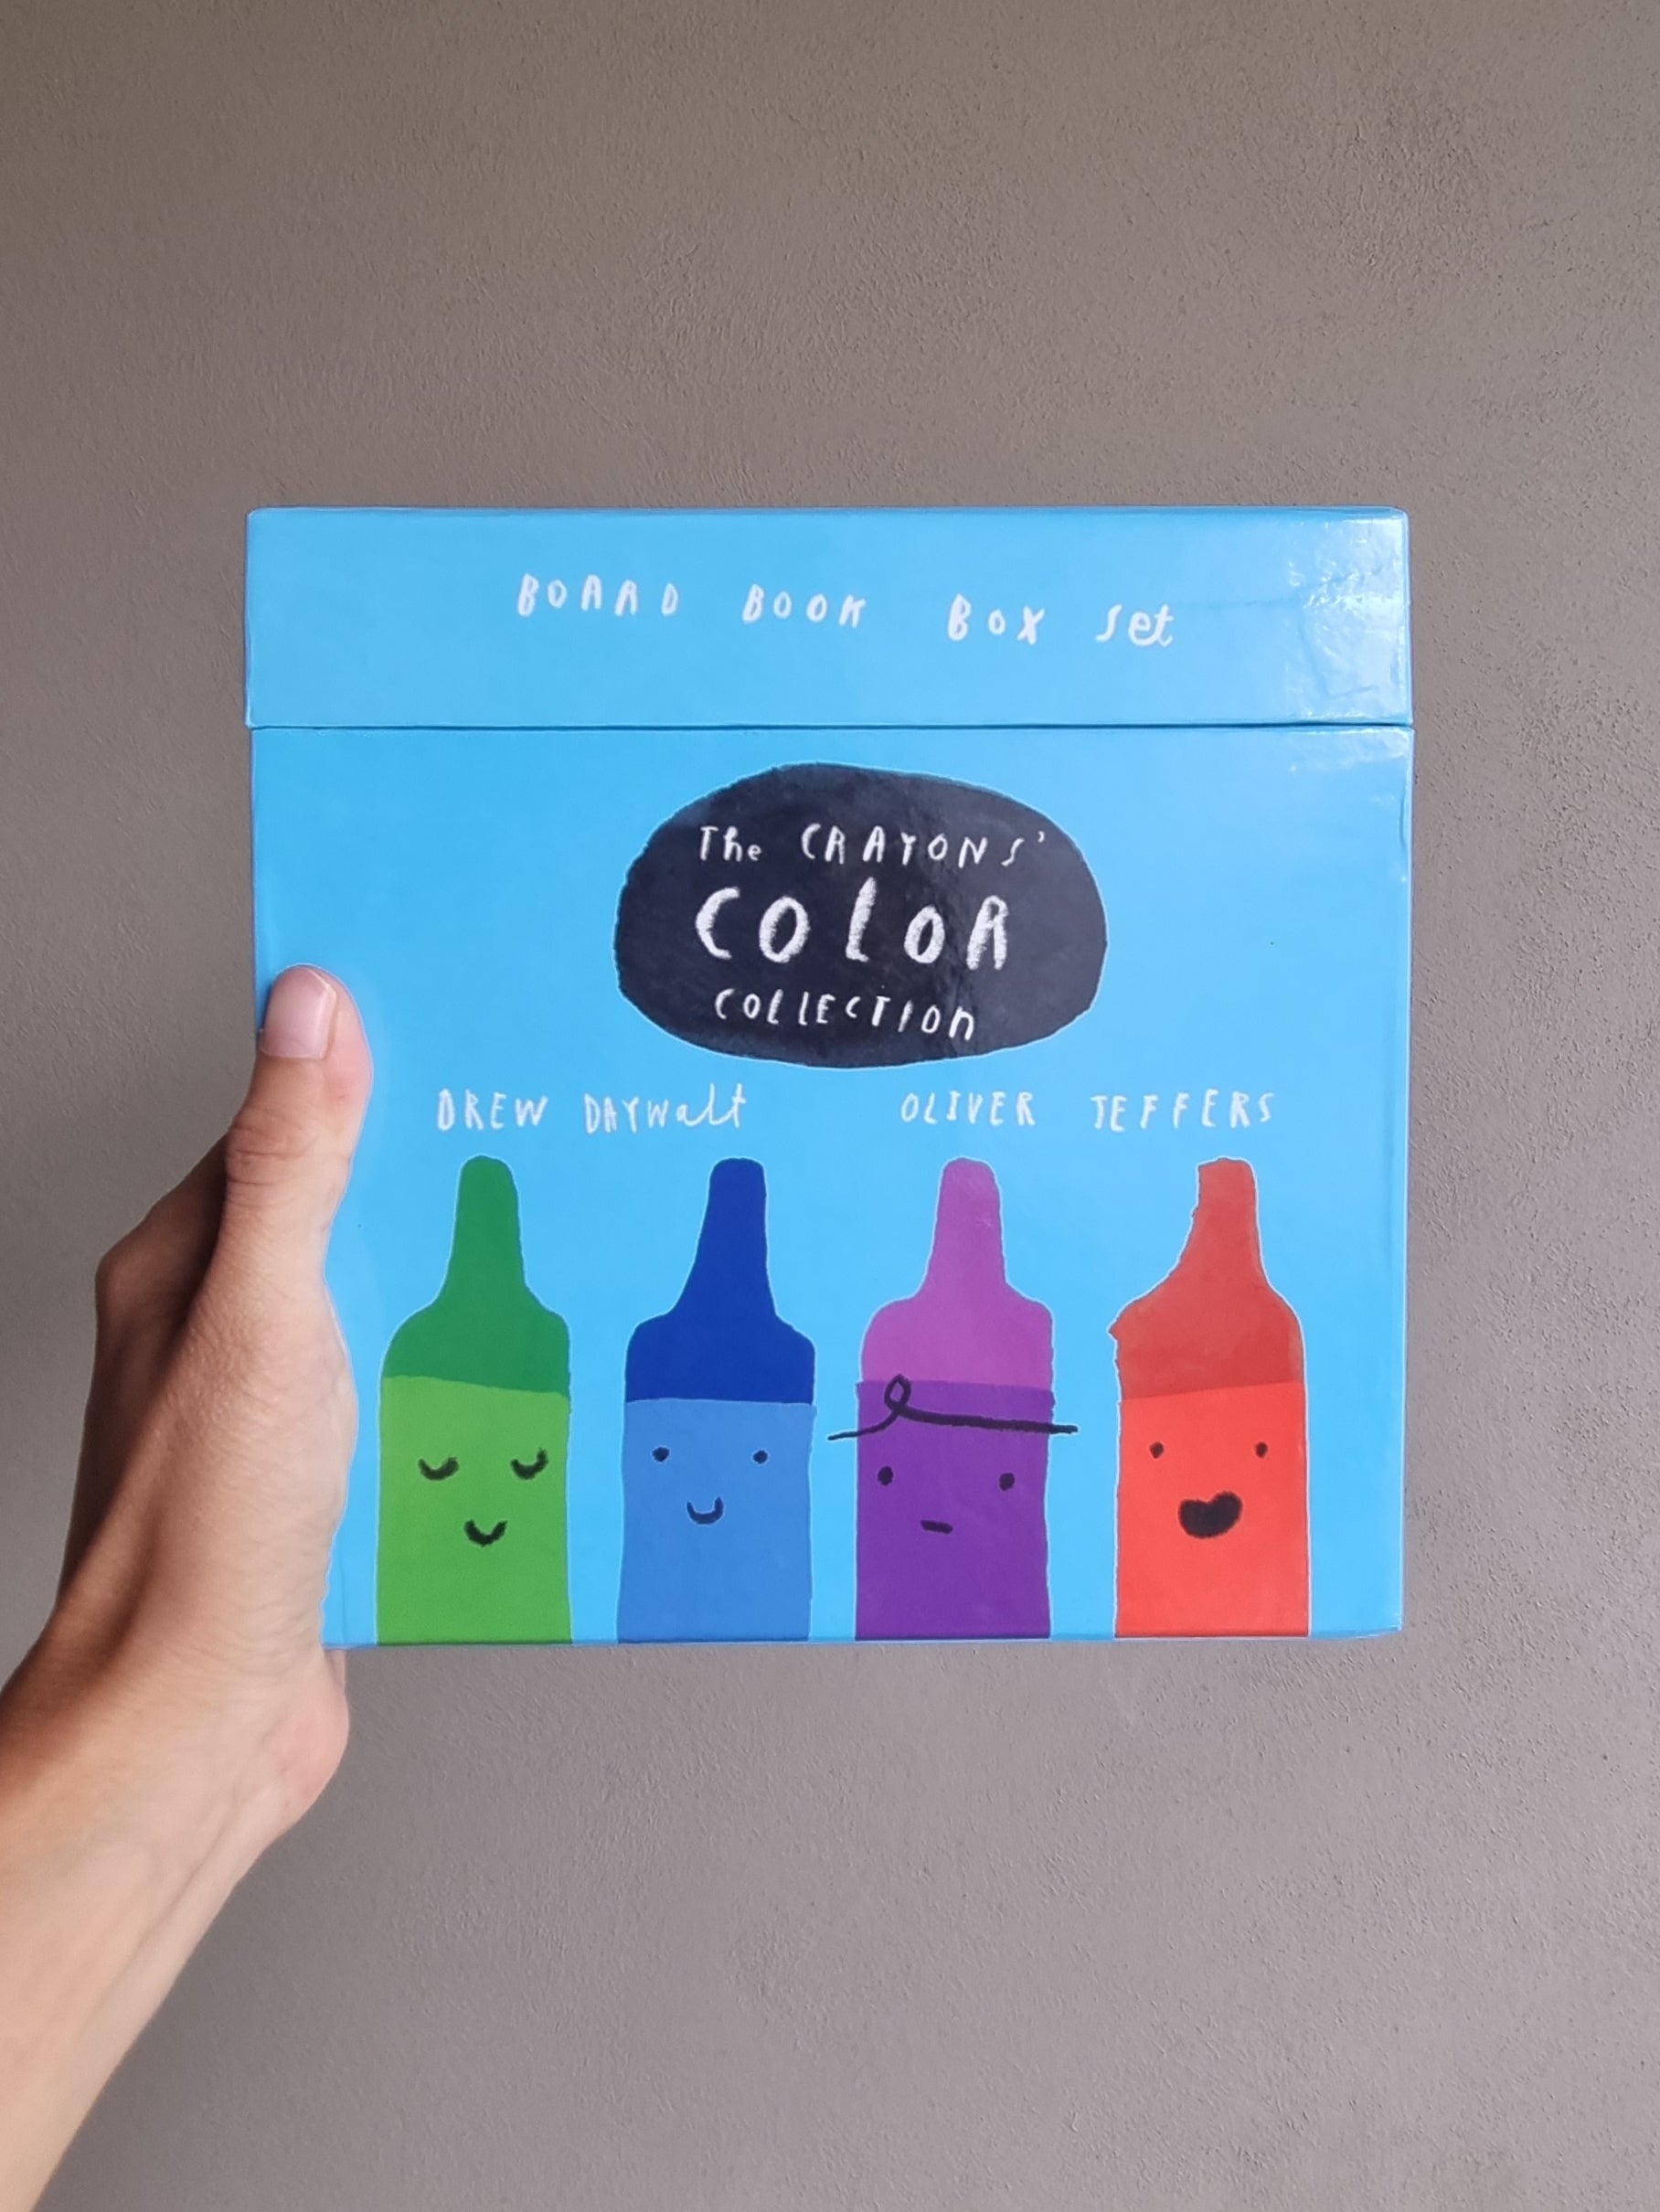 BOARD BOOK BOX Set
The CRAYONS'
COLOR
COLLECTION
DREW DAYWalt OLIVER JEFFERS